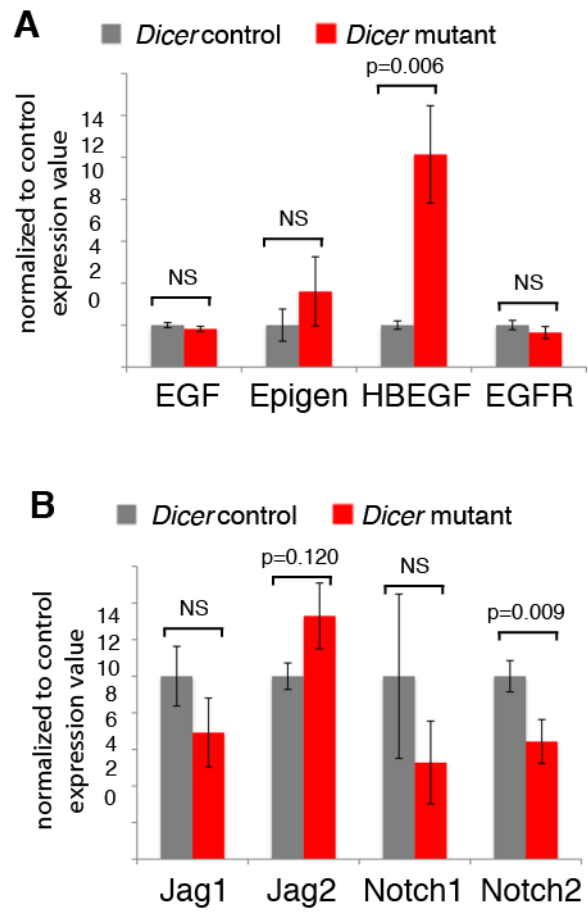 A
Dicer control Dicer mutant
normalized to control
expression value
14
12
8
6
4
2
0
NS
NS
p=0.006
NS
EGF Epigen HBEGF EGFR
B
Dicer control Dicer mutant
normalized to control
expression value
14
10
8
6
4
2
0
NS
p=0.120
NS
p=0.009
Jag1 Jag2 Notch1 Notch2